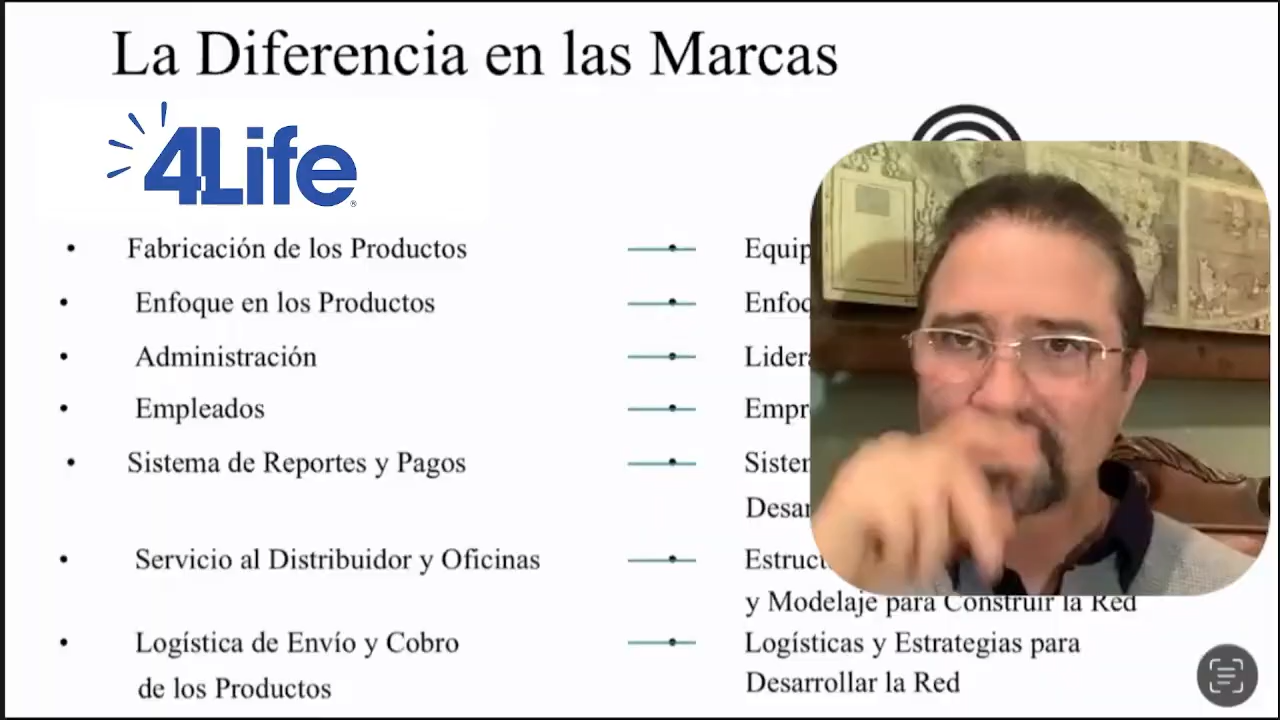 La Diferencia en las Marcas
4Life
• Fabricación de los Productos
• Enfoque en los Productos
• Administración
• Empleados
• Sistema de Reportes y Pagos
• Servicio al Distribuidor y Oficinas
• Logística de Envío y Cobro
de los Productos
y Modelaje para Construir la Red
Logísticas y Estrategias para
Desarrollar la Red